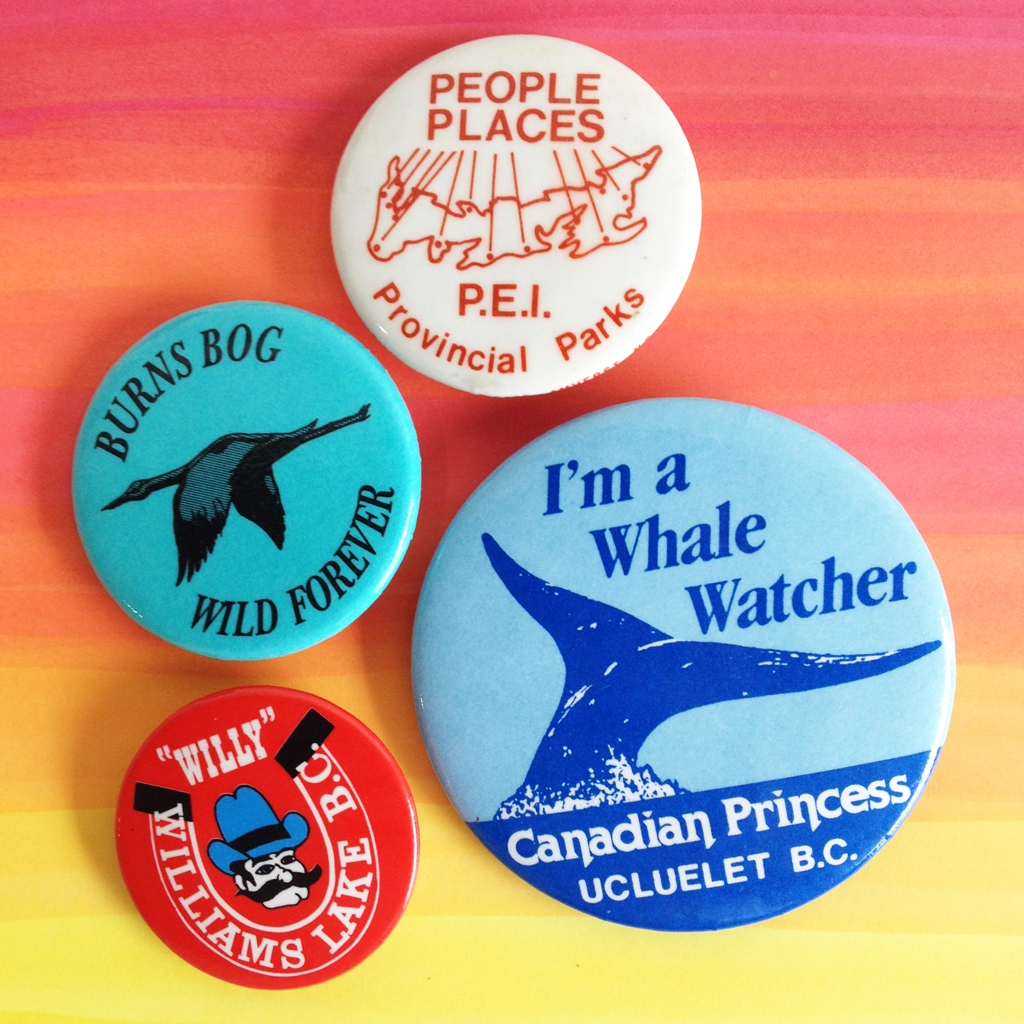 PEOPLE
PLACES
P.E.I.
Provincial Parks
BURNS BOG
WILD FOREVER
I'm a
Whale
Watcher
Canadian Princess
UCLUELET B.C.
"WILLY"
WILLIAMS LAKE B.C.